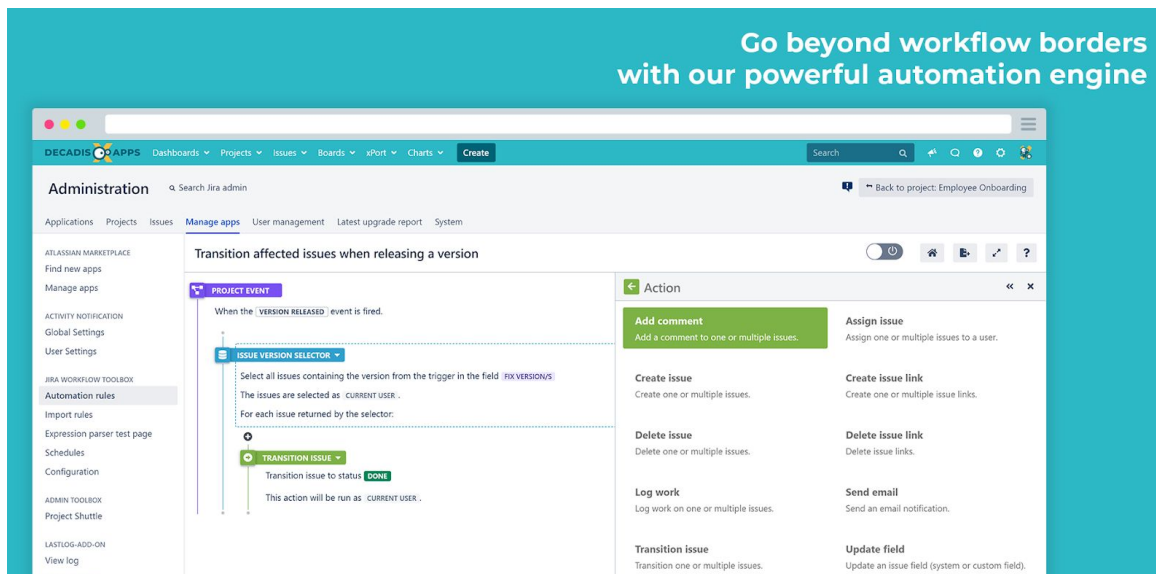 Go beyond workflow borders
with our powerful automation engine
DECADIS APPS Dashboards Projects Issues Boards xPort Charts Create Search
Administration Search Jira admin Back to project: Employee Onboarding
Applications Projects Issues Manage apps User management Latest upgrade report System
ATLASSIAN MARKETPLACE
Find new apps
Manage apps
ACTIVITY NOTIFICATION
Global Settings
User Settings
JIRA WORKFLOW TOOLBOX
Automation rules
Import rules
Expression parser test page
Schedules
Configuration
ADMIN TOOLBOX
Project Shuttle
LASTLOG-ADD-ON
View log
Transition affected issues when releasing a version
PROJECT EVENT
When the VERSION RELEASED event is fired.
ISSUE VERSION SELECTOR
Select all issues containing the version from the trigger in the field FIX VERSION/S
The issues are selected as CURRENT USER .
For each issue returned by the selector:
TRANSITION ISSUE
Transition issue to status DONE
This action will be run as CURRENT USER .
Action
Add comment
Add a comment to one or multiple issues.
Assign issue
Assign one or multiple issues to a user.
Create issue
Create one or multiple issues.
Create issue link
Create one or multiple issue links.
Delete issue
Delete one or multiple issues.
Delete issue link
Delete issue links.
Log work
Log work on one or multiple issues.
Send email
Send an email notification.
Transition issue
Transition one or multiple issues.
Update field
Update an issue field (system or custom field).